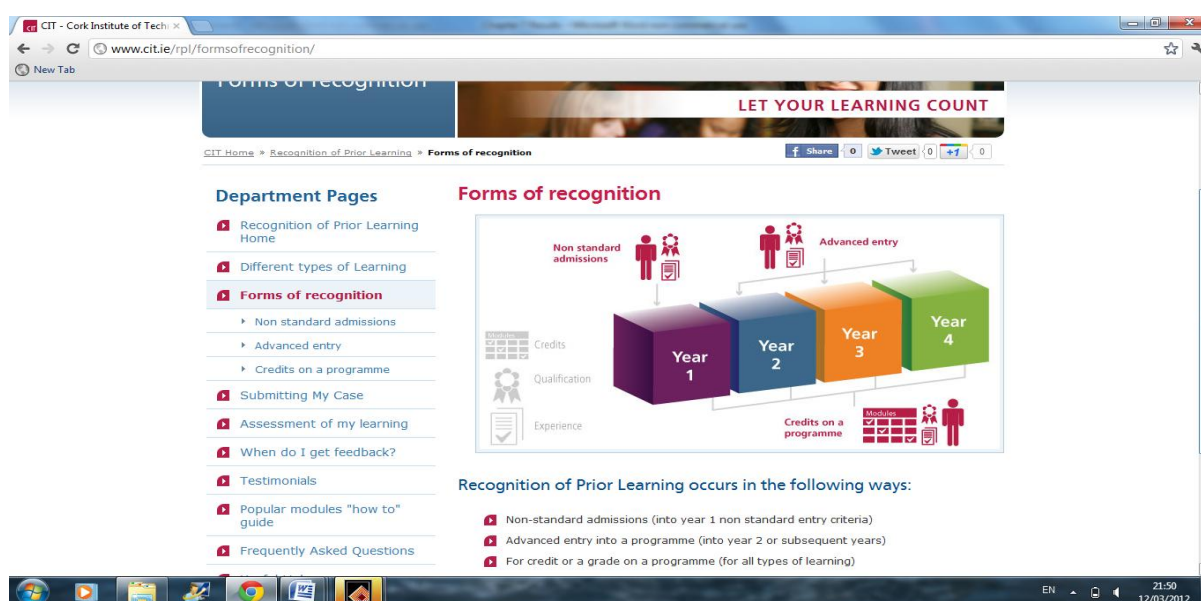 CIT - Cork Institute of Tech
www.cit.ie/rpl/formsofrecognition/
New Tab
Forms of recognition
LET YOUR LEARNING COUNT
CIT Home » Recognition of Prior Learning » Forms of recognition
Share 0 Tweet 0 +1 0
Department Pages
Recognition of Prior Learning
Home
Different types of Learning
Forms of recognition
Non standard admissions
Advanced entry
Credits on a programme
Submitting My Case
Assessment of my learning
When do I get feedback?
Testimonials
Popular modules "how to"
guide
Frequently Asked Questions
Forms of recognition
Non standard
admissions
Advanced entry
Modules
Credits
Qualification
Experience
Year
1
Year
2
Year
3
Year
4
Credits on a
programme
Modules
Recognition of Prior Learning occurs in the following ways:
Non-standard admissions (into year 1 non standard entry criteria)
Advanced entry into a programme (into year 2 or subsequent years)
For credit or a grade on a programme (for all types of learning)
EN
21:50
12/03/2012